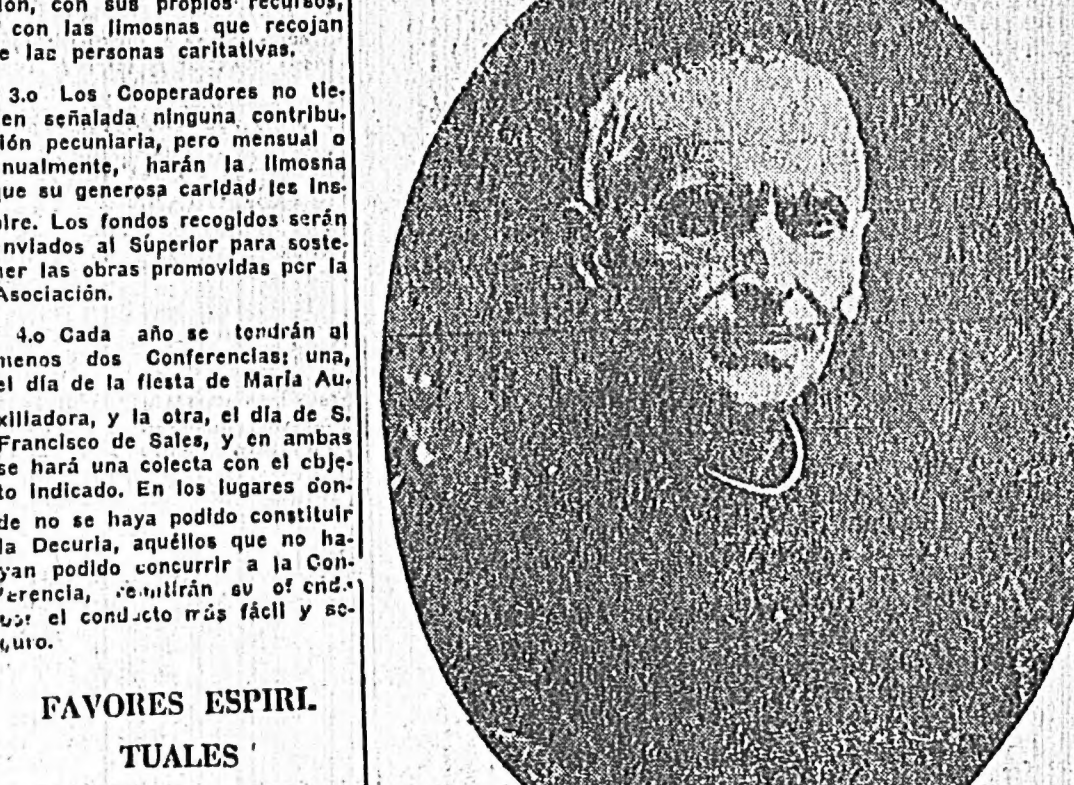 ión, con sus propios recursos,
con las limosnas que recojan
e las personas caritativas.
3.o Los Cooperadores no tie-
en señalada ninguna contribu-
ión pecuniaria, pero mensual o
nualmente, harán la limosna
que su generosa caridad les ins-
pire. Los fondos recogidos serán
nviados al Súperior para soste-
ner las obras promovidas por la
Asociación.
4.o Cada año se tendrán al
menos dos Conferencias: una,
el día de la fiesta de María Au-
xiliadora, y la otra, el día de S.
Francisco de Sales, y en ambas
se hará una colecta con el obje-
to indicado. En los lugares don-
de no se haya podido constituir
la Decuria, aquéllos que no ha-
yan podido concurrir a la Con-
ferencia, remitirán su
el conducto más fácil y se-
guro.
FAVORES ESPIRI-
TUALES